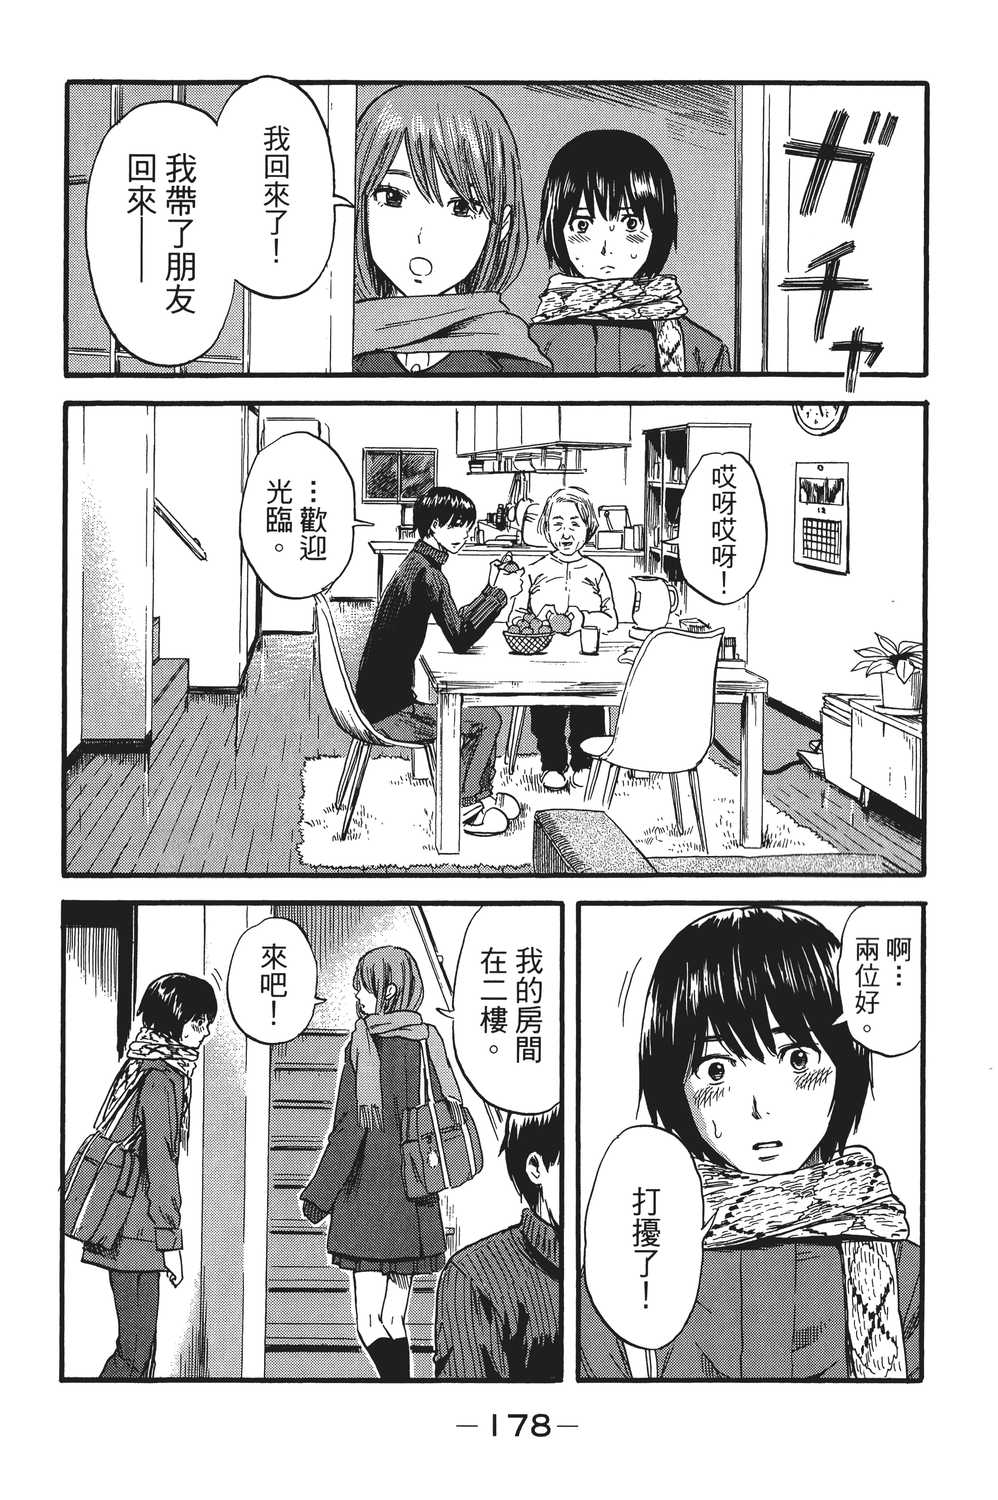 ガチャ
我回來了！
我帶了朋友
回來——
哎呀哎呀！
…歡迎
光臨。
12
啊…
兩位好。
打擾了！
我的房間
在二樓。
來吧！
—178—